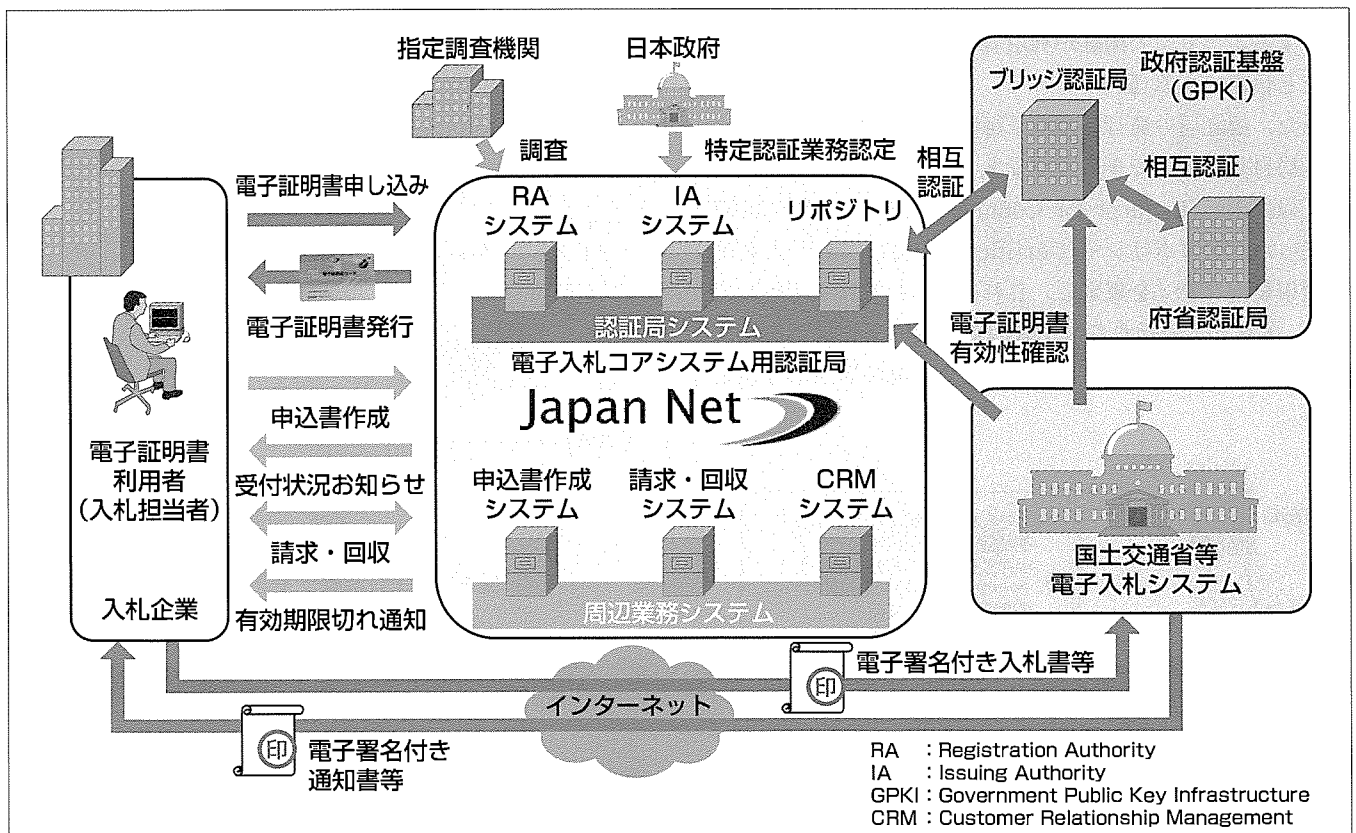 指定調査機関
日本政府
調査
特定認証業務認定
ブリッジ認証局
政府認証基盤
(GPKI)
相互
認証
相互認証
府省認証局
電子証明書
有効性確認
国土交通省等
電子入札システム
電子証明書申し込み
電子証明書発行
申込書作成
受付状況お知らせ
請求・回収
有効期限切れ通知
電子証明書
利用者
(入札担当者)
入札企業
RA
システム
IA
システム
リポジトリ
認証局システム
電子入札コアシステム用認証局
Japan Net
申込書作成
システム
請求・回収
システム
CRM
システム
周辺業務システム
インターネット
印
電子署名付き入札書等
印
電子署名付き
通知書等
RA : Registration Authority
IA : Issuing Authority
GPKI : Government Public Key Infrastructure
CRM : Customer Relationship Management